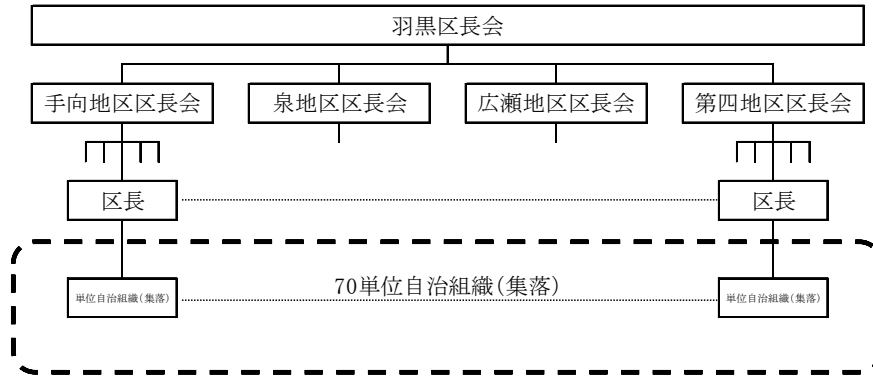 羽黒区長会
手向地区区長会
泉地区区長会
広瀬地区区長会
第四地区区長会
区長
区長
70単位自治組織(集落)
単位自治組織(集落)
単位自治組織(集落)